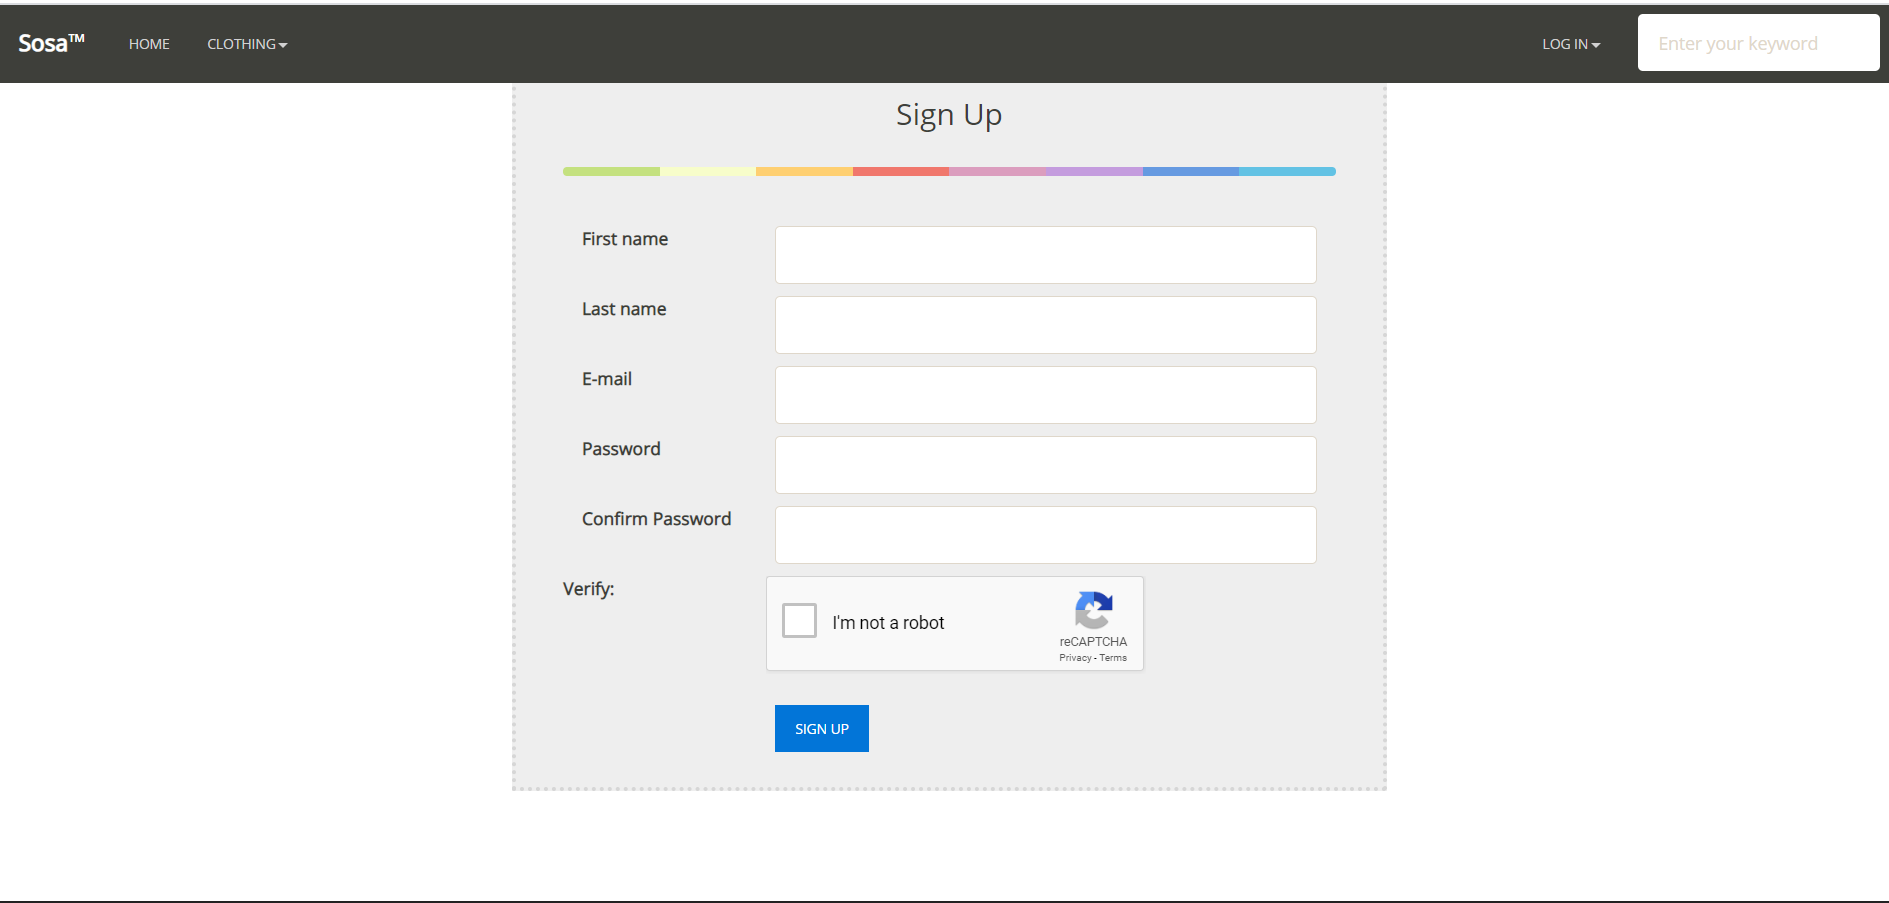 Sosa™ HOME CLOTHING LOG IN Enter your keyword
Sign Up
First name
Last name
E-mail
Password
Confirm Password
Verify:
I'm not a robot
reCAPTCHA
Privacy - Terms
SIGN UP